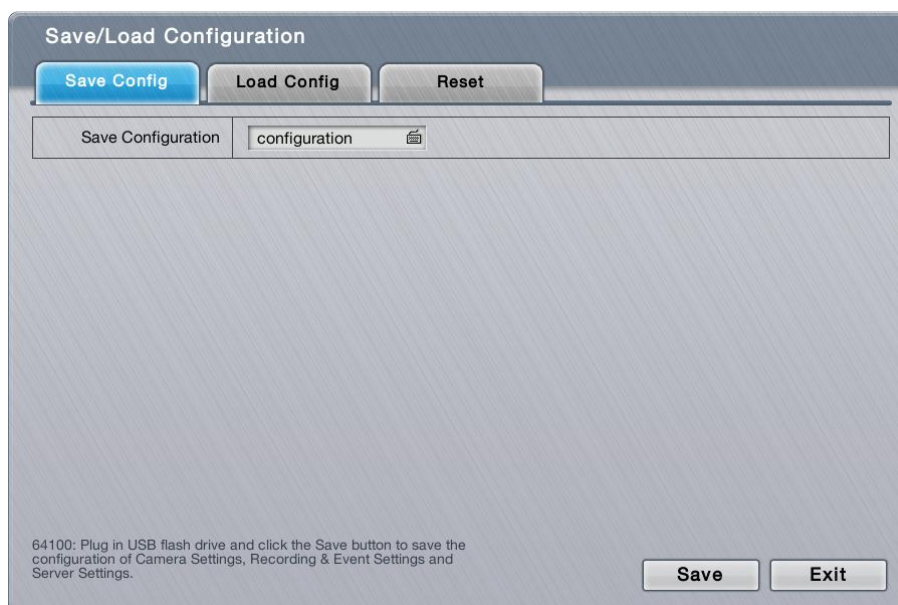 Save/Load Configuration
Save Config
Load Config
Reset
Save Configuration
configuration
64100: Plug in USB flash drive and click the Save button to save the
configuration of Camera Settings, Recording & Event Settings and
Server Settings.
Save
Exit